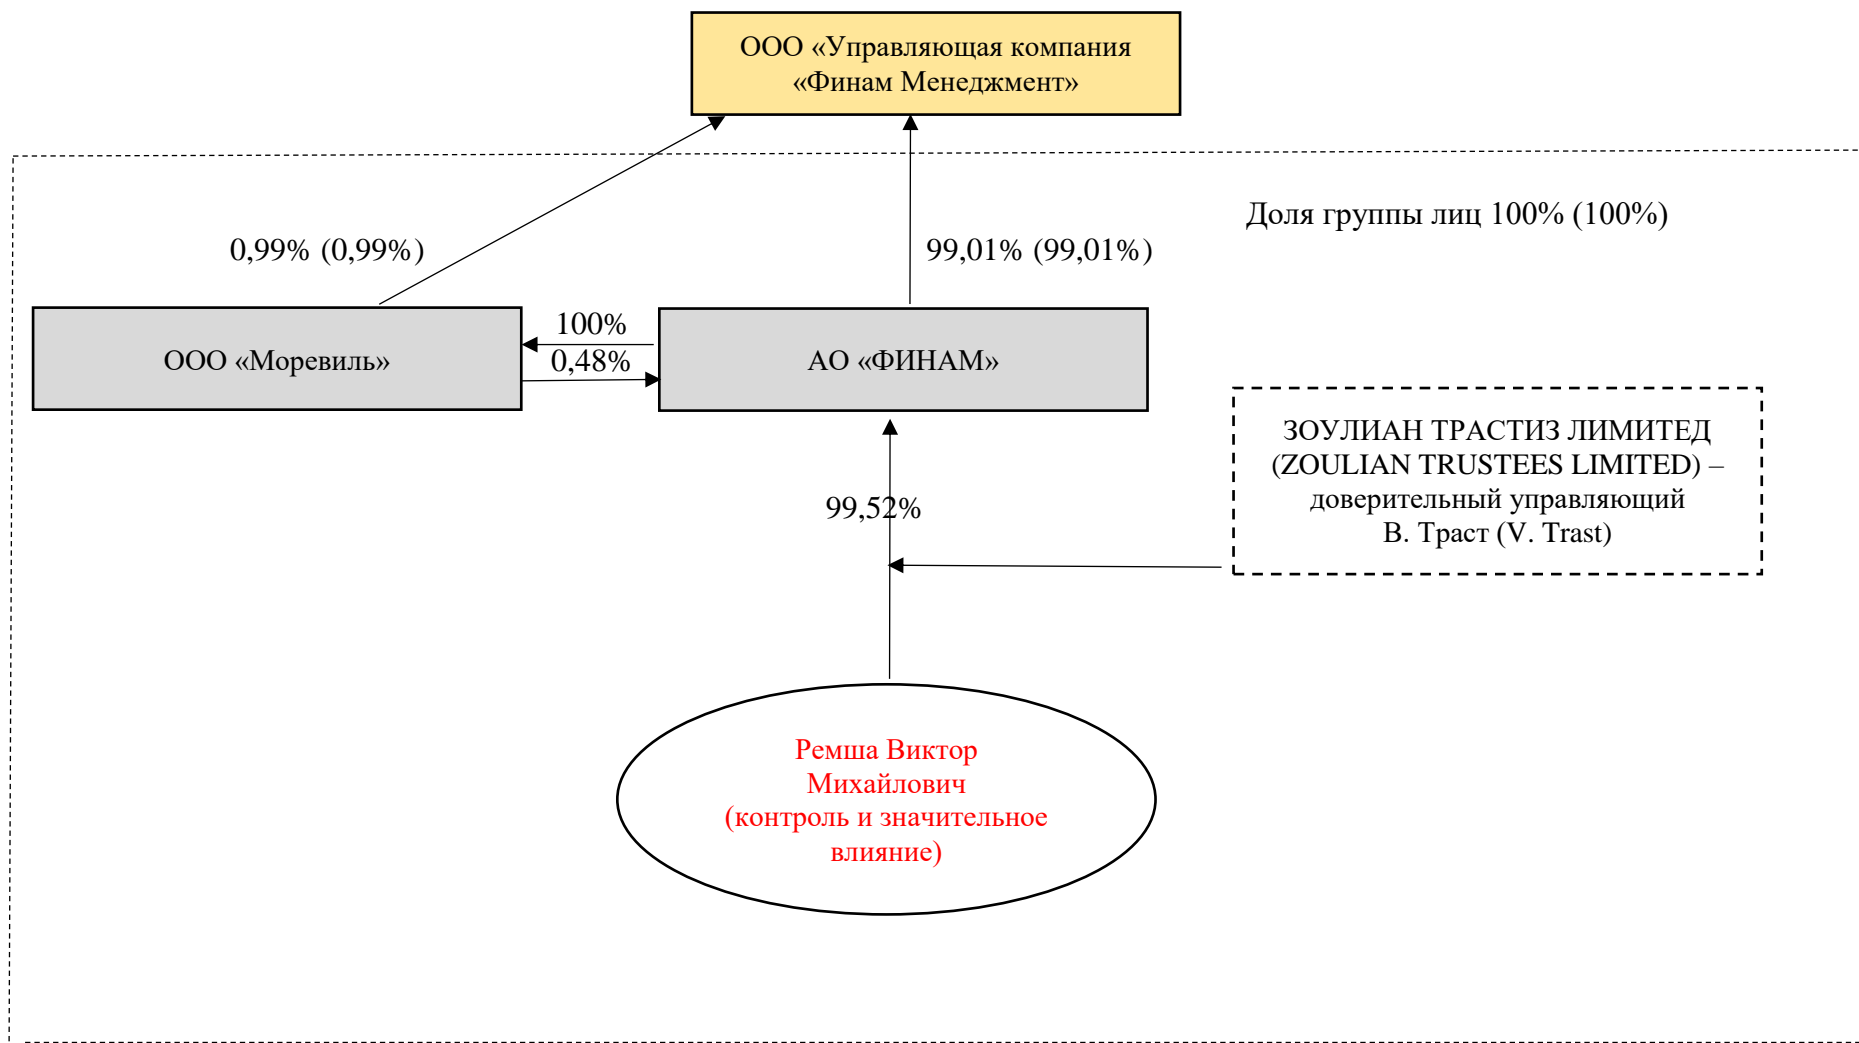 ООО «Управляющая компания
«Финам Менеджмент»
Доля группы лиц 100% (100%)
0,99% (0,99%)
99,01% (99,01%)
100%
0,48%
ООО «Моревиль»
АО «ФИНАМ»
ЗОУЛИАН ТРАСТИЗ ЛИМИТЕД
(ZOULIAN TRUSTEES LIMITED) –
доверительный управляющий
В. Траст (V. Trast)
99,52%
Ремша Виктор
Михайлович
(контроль и значительное
влияние)